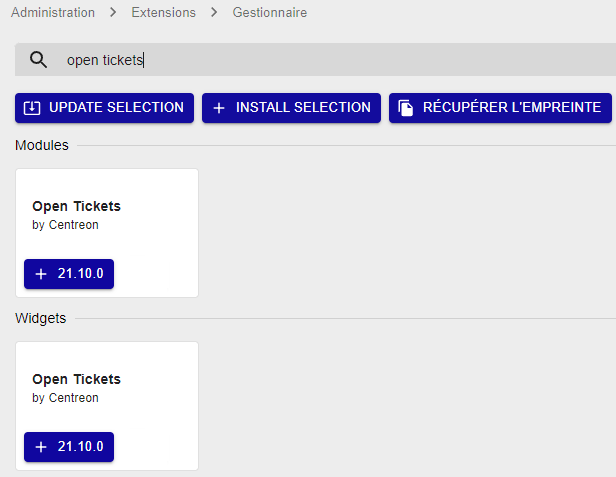 Administration > Extensions > Gestionnaire
open tickets
UPDATE SELECTION + INSTALL SELECTION RÉCUPÉRER L'EMPREINTE
Modules
Open Tickets
by Centreon
+ 21.10.0
Widgets
Open Tickets
by Centreon
+ 21.10.0